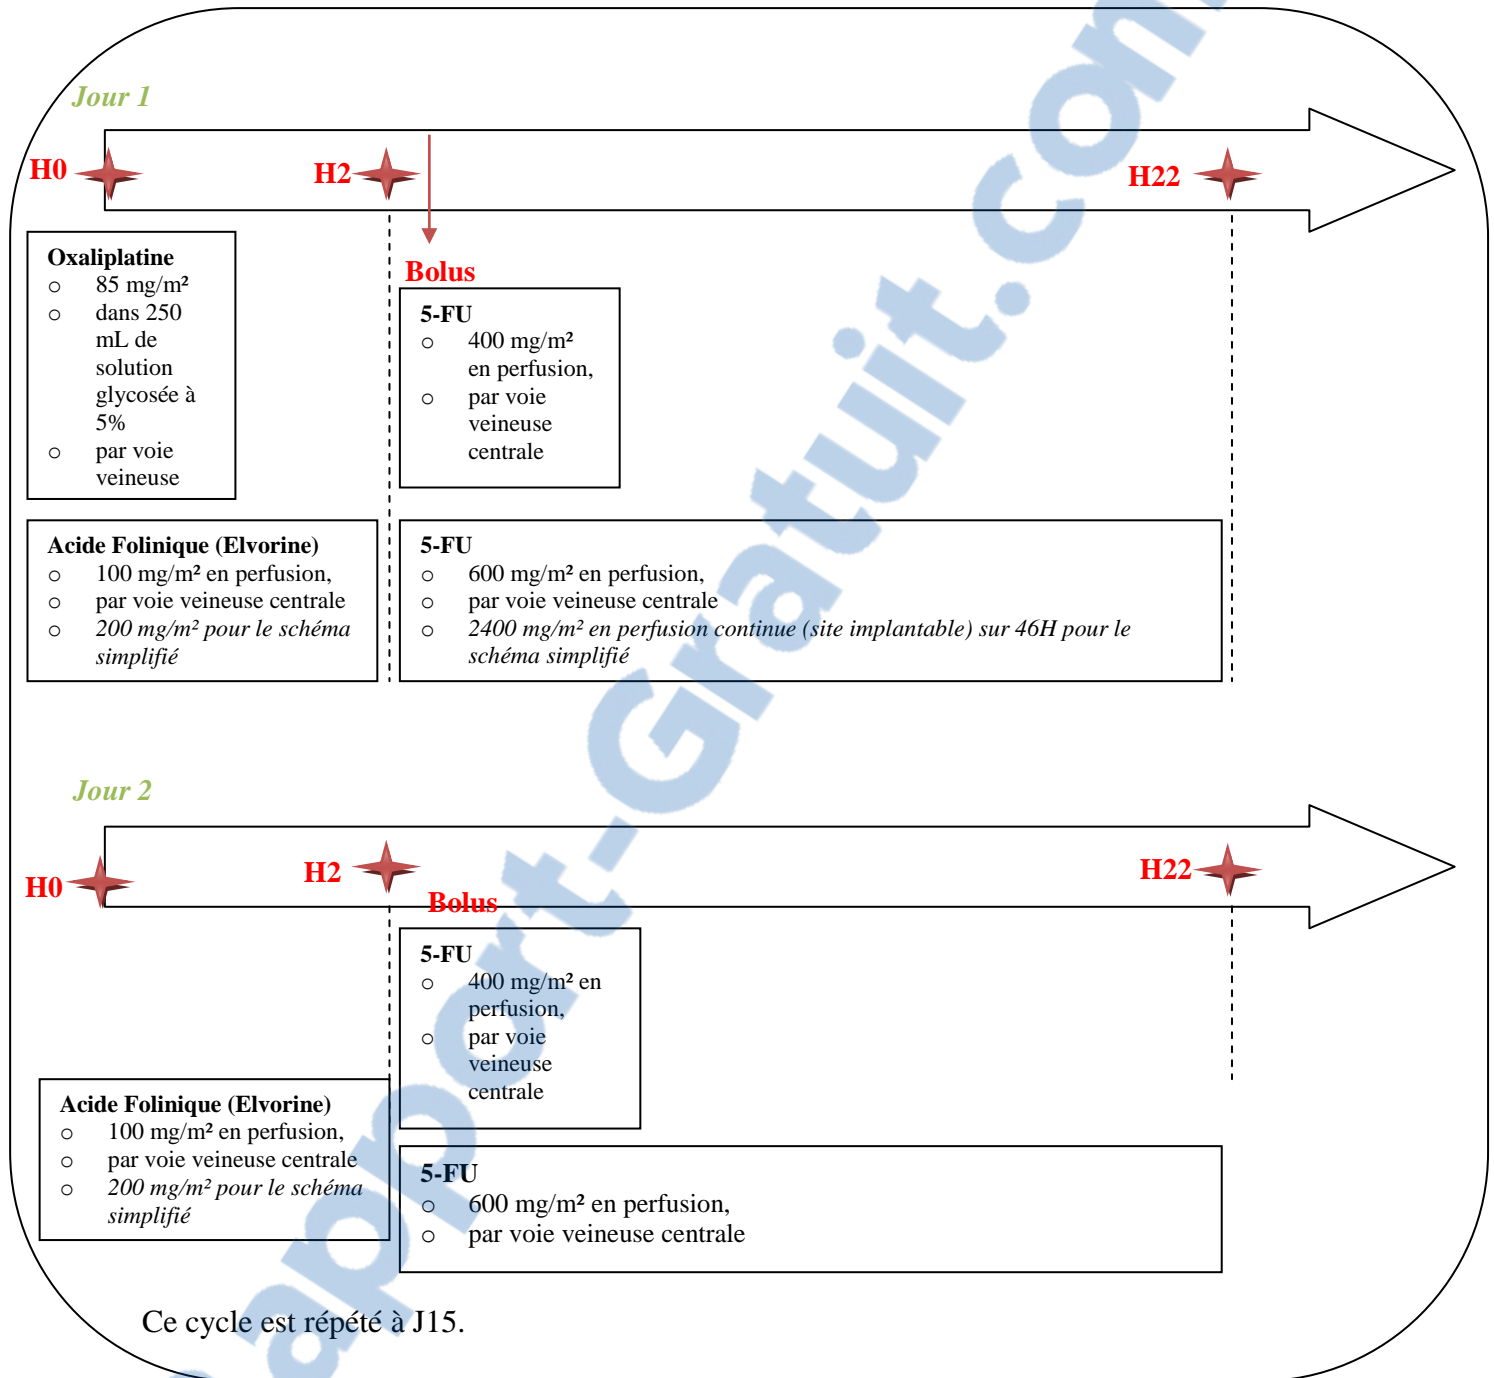 Jour 1
H0
H2
H22
Oxaliplatine
o 85 mg/m²
o dans 250
mL de
solution
glycosée à
5%
o par voie
veineuse
Bolus
5-FU
o 400 mg/m²
en perfusion,
o par voie
veineuse
centrale
Acide Folinique (Elvorine)
o 100 mg/m² en perfusion,
o par voie veineuse centrale
o 200 mg/m² pour le schéma
simplifié
5-FU
o 600 mg/m² en perfusion,
o par voie veineuse centrale
o 2400 mg/m² en perfusion continue (site implantable) sur 46H pour le
schéma simplifié
Jour 2
H0
H2
H22
Bolus
5-FU
o 400 mg/m² en
perfusion,
o par voie
veineuse
centrale
Acide Folinique (Elvorine)
o 100 mg/m² en perfusion,
o par voie veineuse centrale
o 200 mg/m² pour le schéma
simplifié
5-FU
o 600 mg/m² en perfusion,
o par voie veineuse centrale
Ce cycle est répété à J15.
apport-Gratuit.com